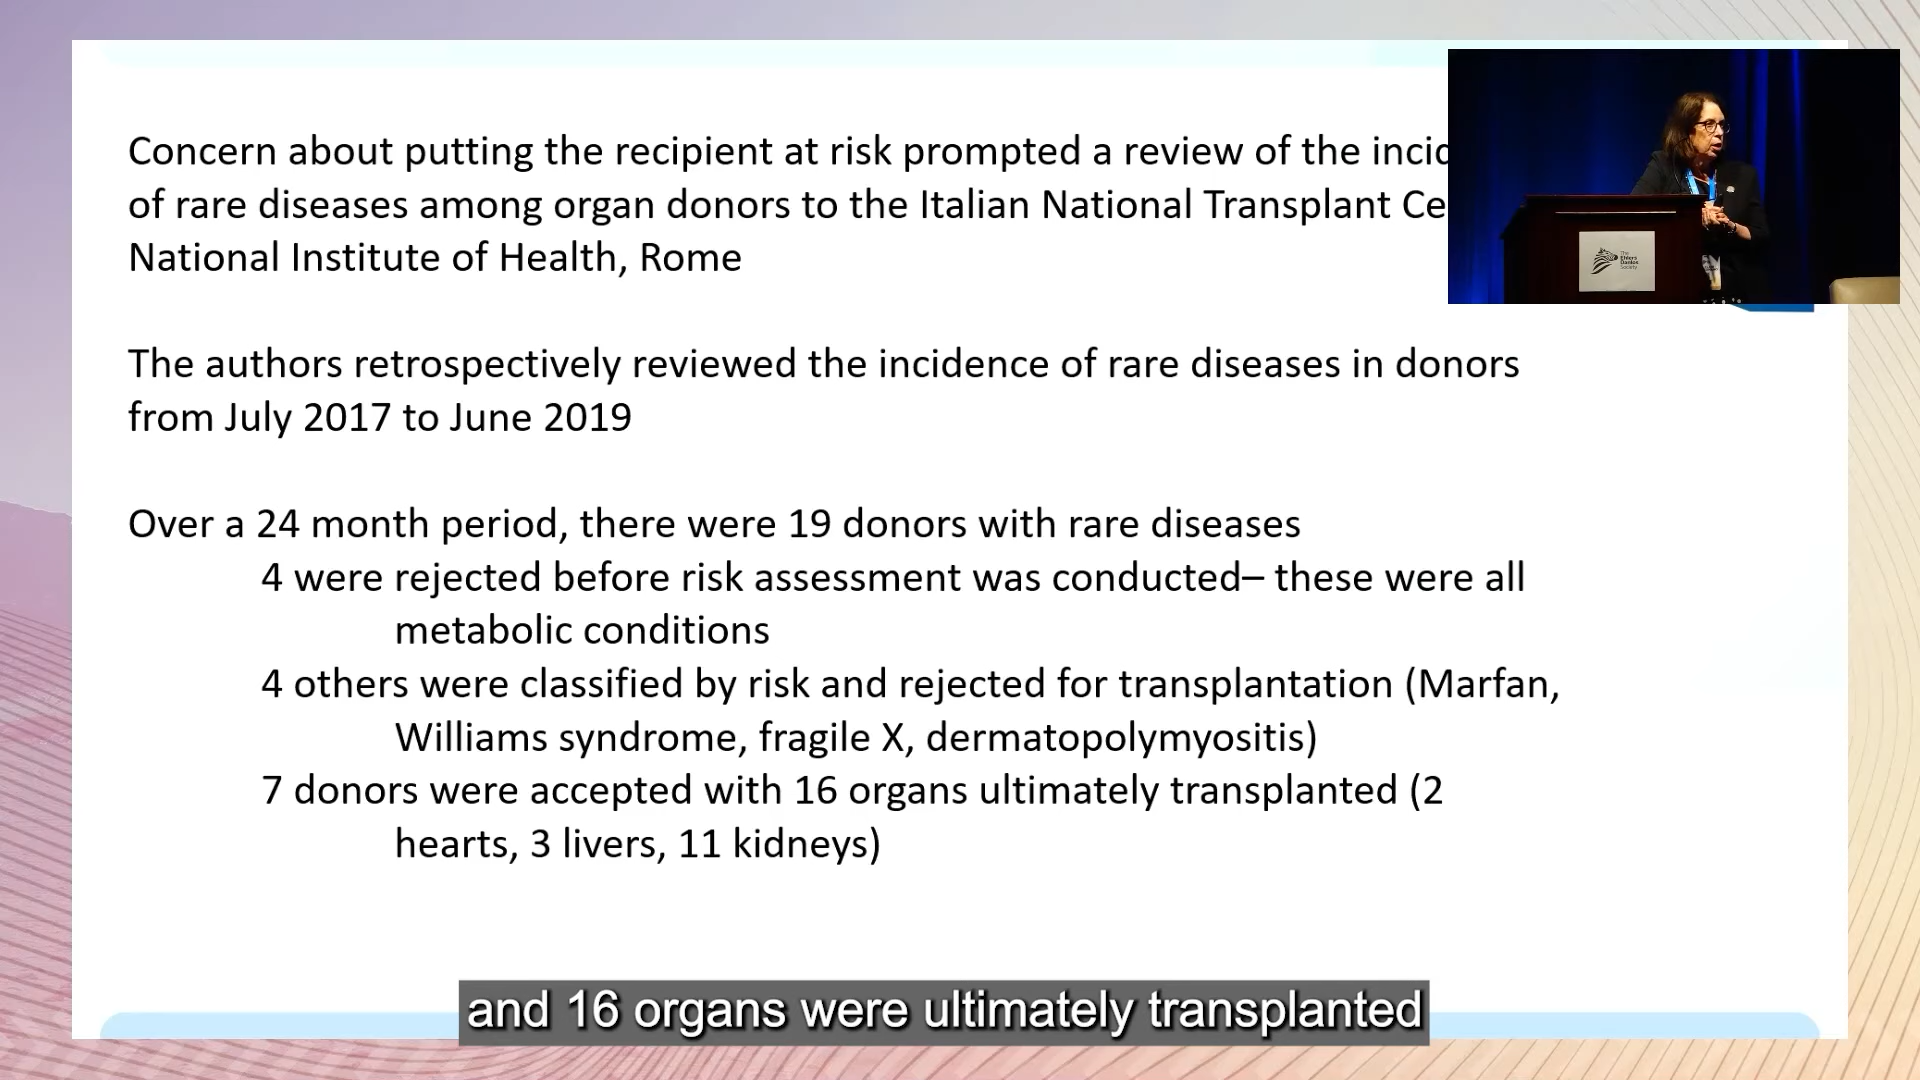 Concern about putting the recipient at risk prompted a review of the incid
of rare diseases among organ donors to the Italian National Transplant Ce
National Institute of Health, Rome
The authors retrospectively reviewed the incidence of rare diseases in donors
from July 2017 to June 2019
Over a 24 month period, there were 19 donors with rare diseases
4 were rejected before risk assessment was conducted– these were all
metabolic conditions
4 others were classified by risk and rejected for transplantation (Marfan,
Williams syndrome, fragile X, dermatopolymyositis)
7 donors were accepted with 16 organs ultimately transplanted (2
hearts, 3 livers, 11 kidneys)
The
Ehlers
Danlos
Society
and 16 organs were ultimately transplanted